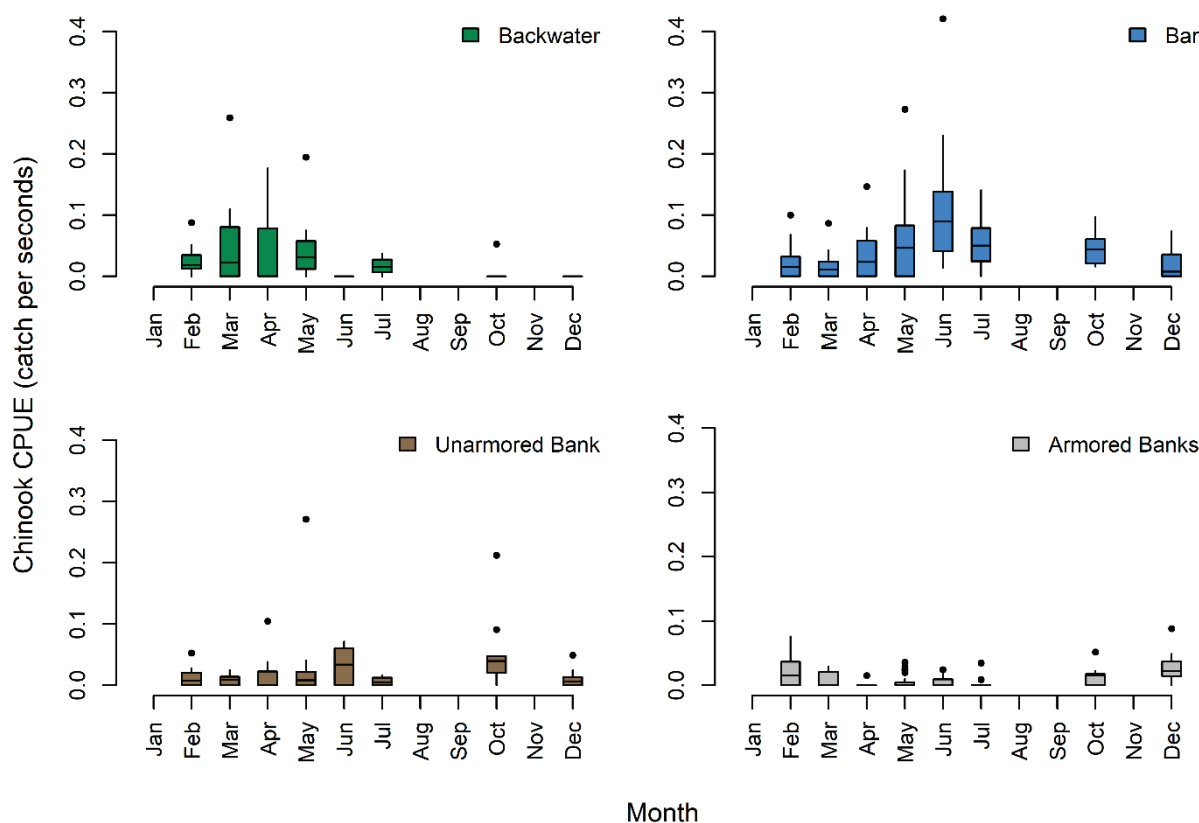 Chinook CPUE (catch per seconds)
Backwater
0.4
0.3
0.2
0.1
0.0
Jan
Feb
Mar
Apr
May
Jun
Jul
Aug
Sep
Oct
Nov
Dec
Bar
0.4
0.3
0.2
0.1
0.0
Jan
Feb
Mar
Apr
May
Jun
Jul
Aug
Sep
Oct
Nov
Dec
Unarmored Bank
0.4
0.3
0.2
0.1
0.0
Jan
Feb
Mar
Apr
May
Jun
Jul
Aug
Sep
Oct
Nov
Dec
Armored Banks
0.4
0.3
0.2
0.1
0.0
Jan
Feb
Mar
Apr
May
Jun
Jul
Aug
Sep
Oct
Nov
Dec
Month